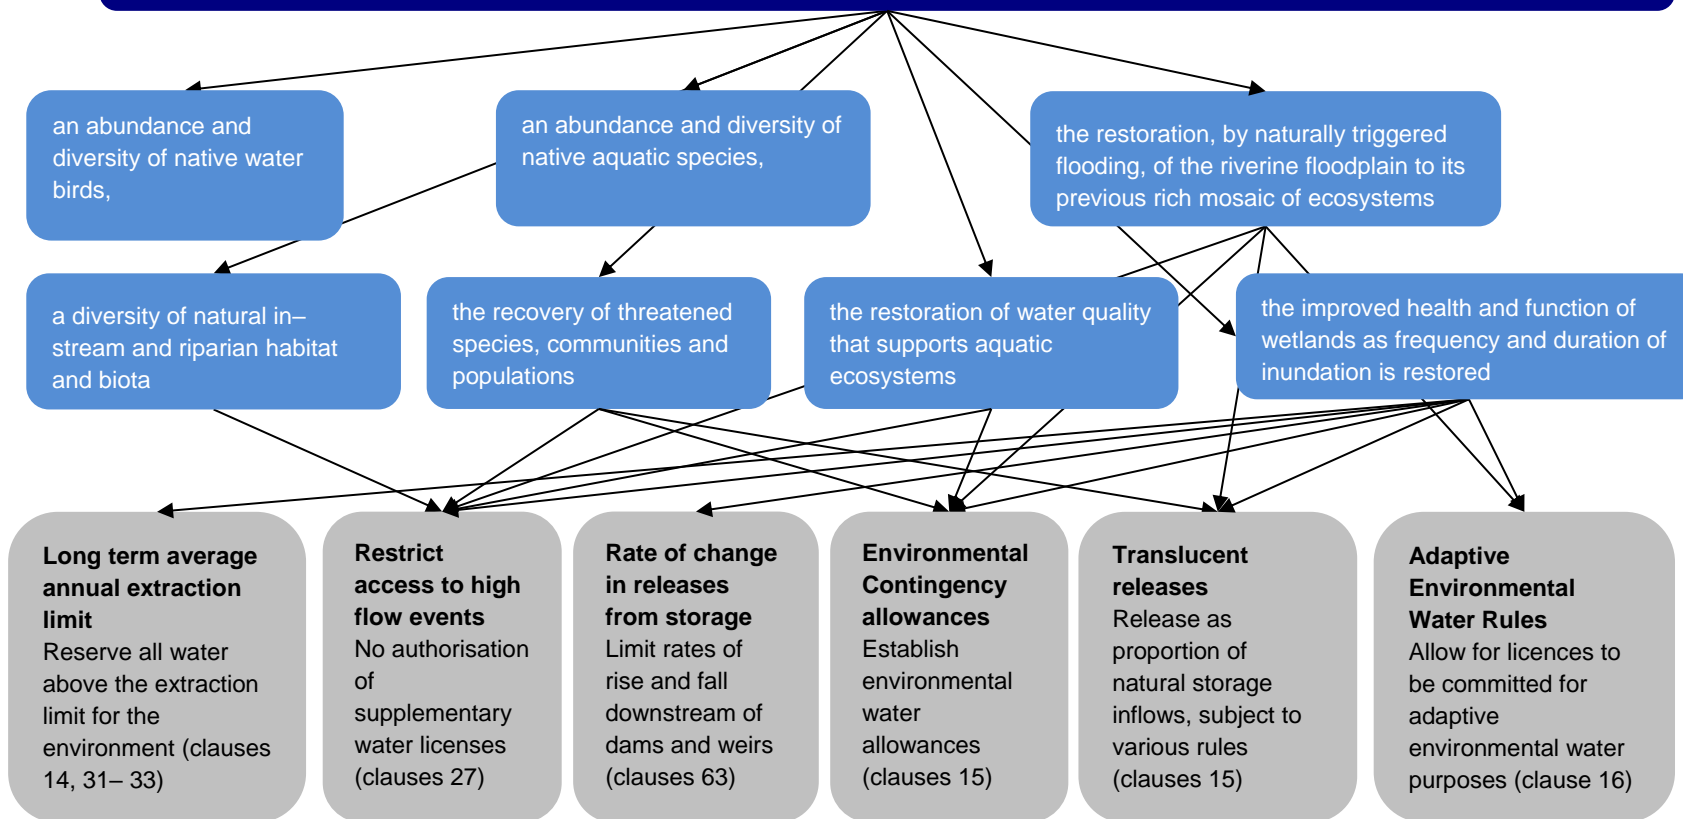 an abundance and
diversity of native water
birds,
an abundance and diversity of
native aquatic species,
the restoration, by naturally triggered
flooding, of the riverine floodplain to its
previous rich mosaic of ecosystems
a diversity of natural in–
stream and riparian habitat
and biota
the recovery of threatened
species, communities and
populations
the restoration of water quality
that supports aquatic
ecosystems
the improved health and function of
wetlands as frequency and duration of
inundation is restored
Long term average
annual extraction
limit
Reserve all water
above the extraction
limit for the
environment (clauses
14, 31– 33)
Restrict
access to high
flow events
No authorisation
of
supplementary
water licenses
(clauses 27)
Rate of change
in releases
from storage
Limit rates of
rise and fall
downstream of
dams and weirs
(clauses 63)
Environmental
Contingency
allowances
Establish
environmental
water
allowances
(clauses 15)
Translucent
releases
Release as
proportion of
natural storage
inflows, subject to
various rules
(clauses 15)
Adaptive
Environmental
Water Rules
Allow for licences to
be committed for
adaptive
environmental water
purposes (clause 16)